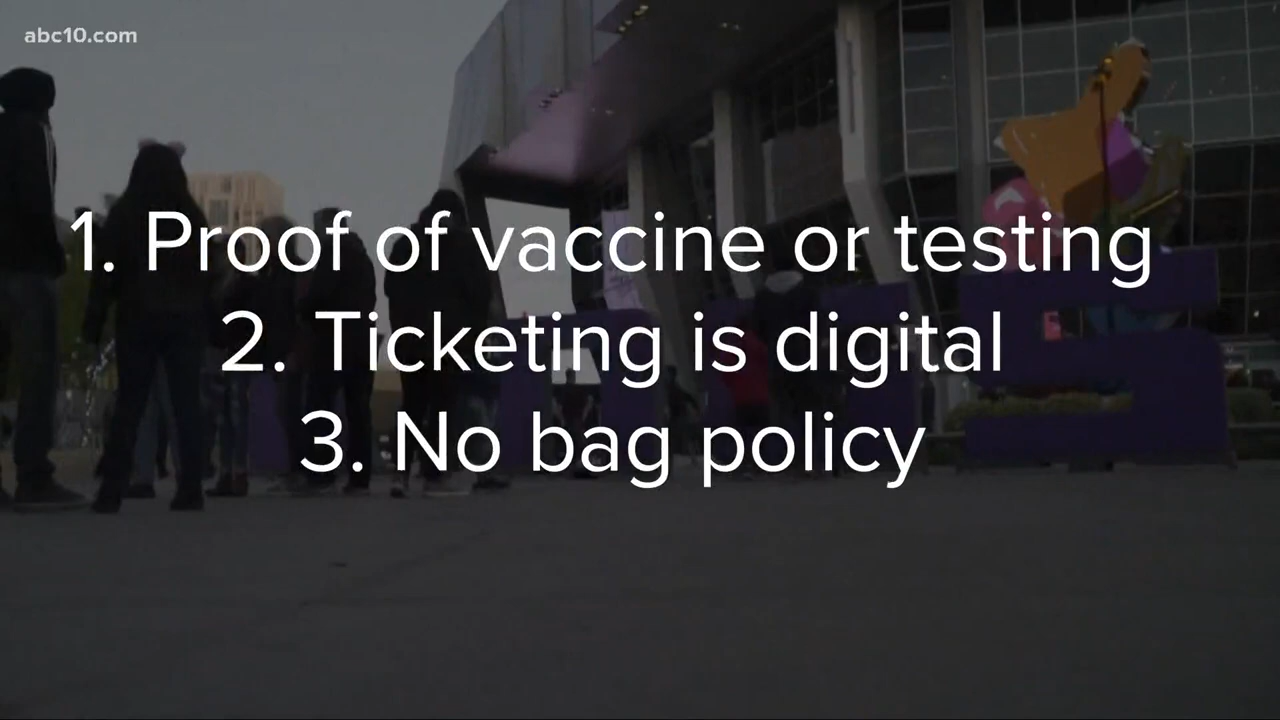 abc10.com
1. Proof of vaccine or testing
2. Ticketing is digital
3. No bag policy